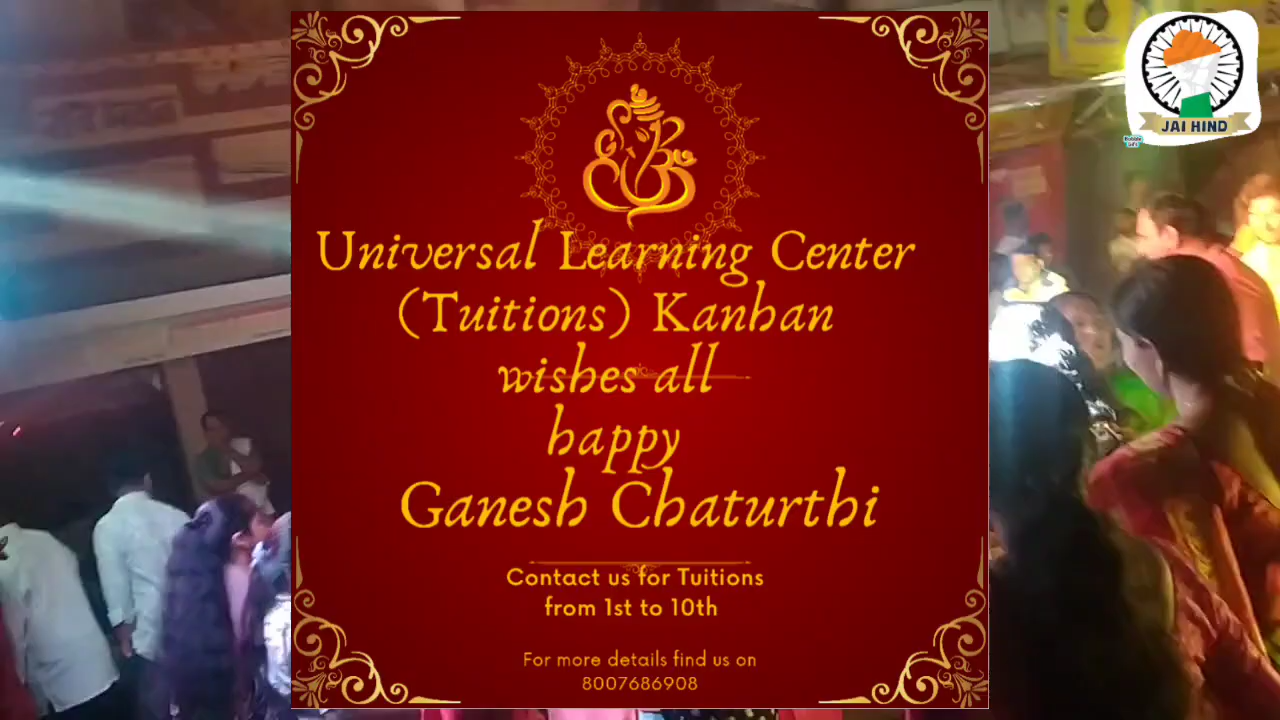 JAI HIND
Universal Learning Center
(Tuitions) Kanhan
wishes all
happy
Ganesh Chaturthi
Contact us for Tuitions
from 1st to 10th
For more details find us on
8007686908